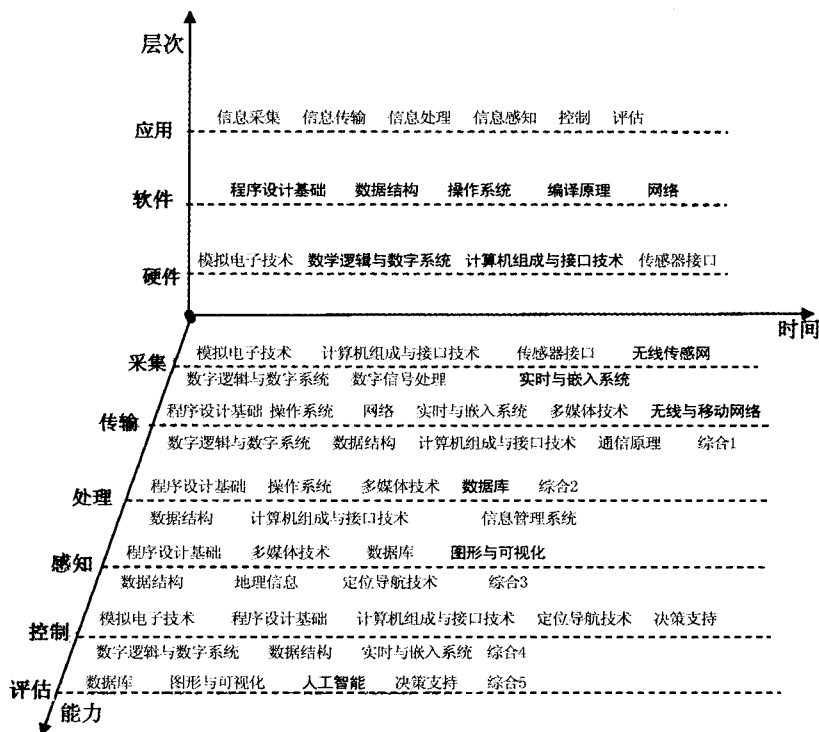 层次
应用 信息采集 信息传输 信息处理 信息感知 控制 评估
软件 程序设计基础 数据结构 操作系统 编译原理 网络
硬件 模拟电子技术 数学逻辑与数字系统 计算机组成与接口技术 传感器接口
时间
采集 模拟电子技术 计算机组成与接口技术 传感器接口 无线传感网
数字逻辑与数字系统 数字信号处理 实时与嵌入系统
传输 程序设计基础 操作系统 网络 实时与嵌入系统 多媒体技术 无线与移动网络
数字逻辑与数字系统 数据结构 计算机组成与接口技术 通信原理 综合1
处理 程序设计基础 操作系统 多媒体技术 数据库 综合2
数据结构 计算机组成与接口技术 信息管理系统
感知 程序设计基础 多媒体技术 数据库 图形与可视化
数据结构 地理信息 定位导航技术 综合3
控制 模拟电子技术 程序设计基础 计算机组成与接口技术 定位导航技术 决策支持
数字逻辑与数字系统 数据结构 实时与嵌入系统 综合4
评估 数据库 图形与可视化 人工智能 决策支持 综合5
能力